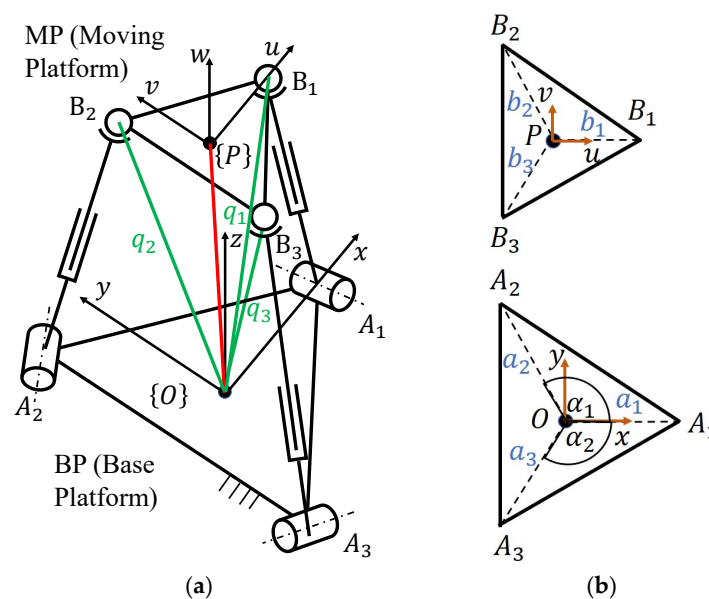 MP (Moving
Platform)
w
u
v
B₁
B₂
{P}
q₁
B₃
q₂
z
x
y
q₃
A₁
{O}
A₂
BP (Base
Platform)
A₃
(a)
B₂
b₂
v
b₁
B₁
P
u
b₃
B₃
A₂
a₂
y
α₁
a₁
O
α₂
x
A₁
a₃
A₃
(b)